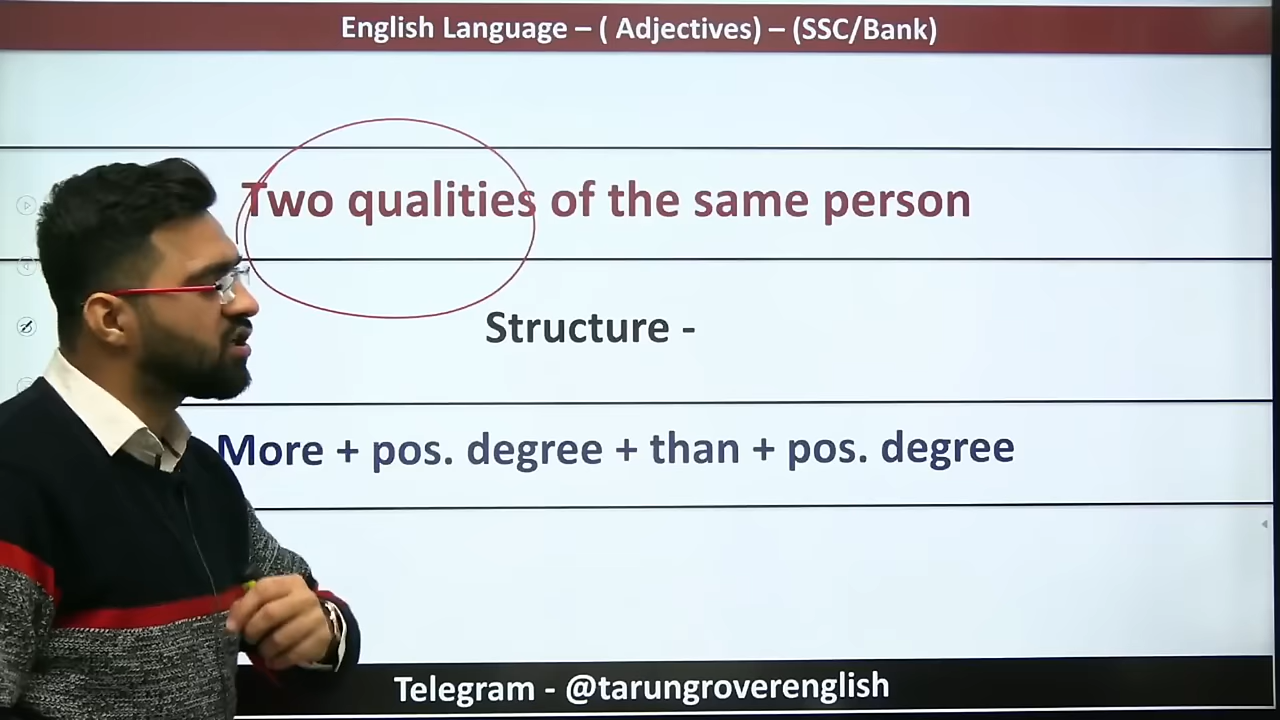 English Language – ( Adjectives) – (SSC/Bank)
Two qualities of the same person
Structure -
More + pos. degree + than + pos. degree
Telegram - @tarungroverenglish